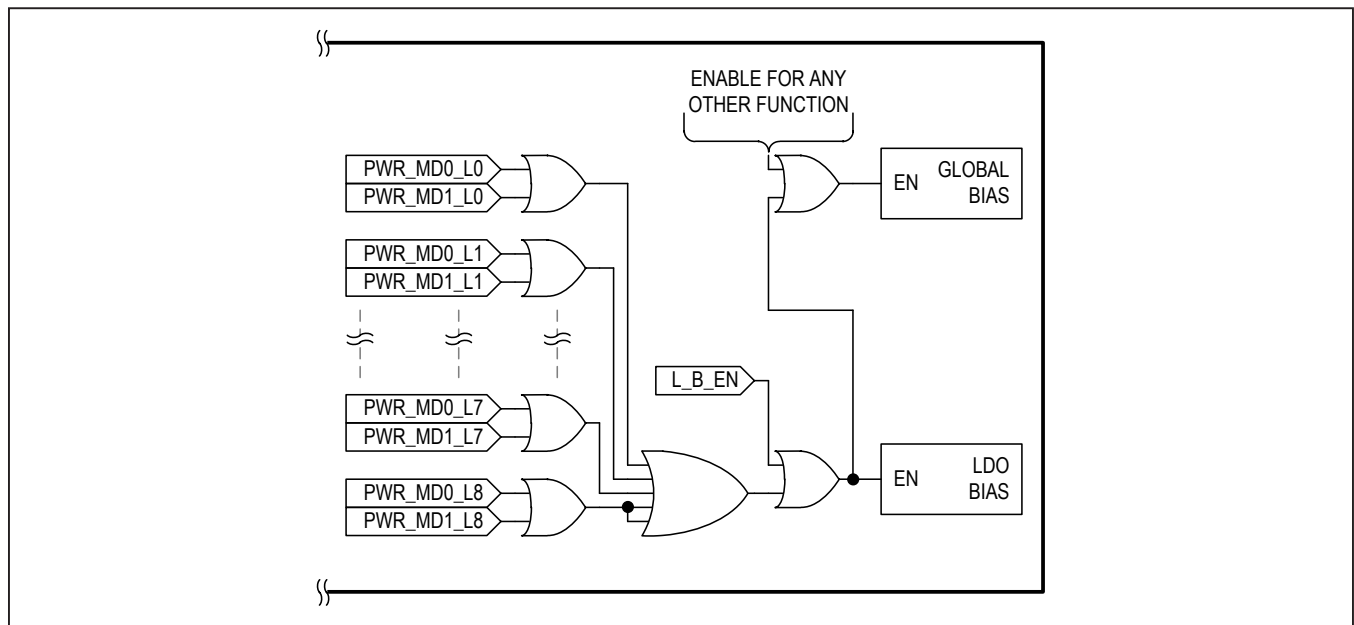 ENABLE FOR ANY
OTHER FUNCTION
PWR_MD0_L0
PWR_MD1_L0
EN
GLOBAL
BIAS
PWR_MD0_L1
PWR_MD1_L1
L_B_EN
PWR_MD0_L7
PWR_MD1_L7
EN
LDO
BIAS
PWR_MD0_L8
PWR_MD1_L8